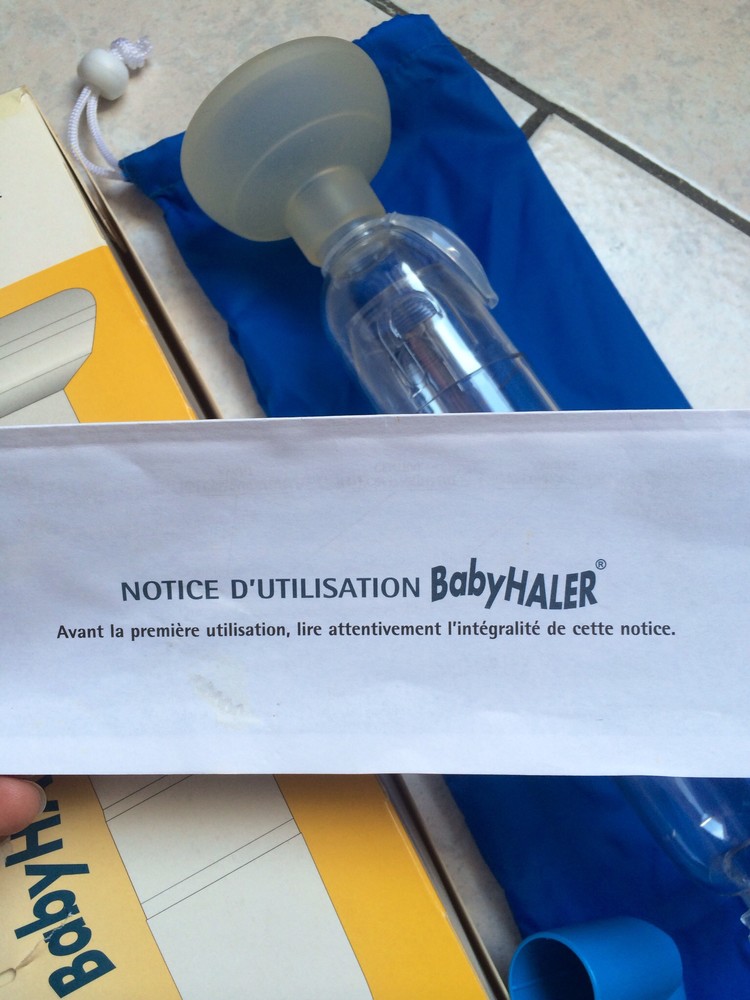 NOTICE D'UTILISATION BabyHALER®
Avant la première utilisation, lire attentivement l'intégralité de cette notice.
BabyHA